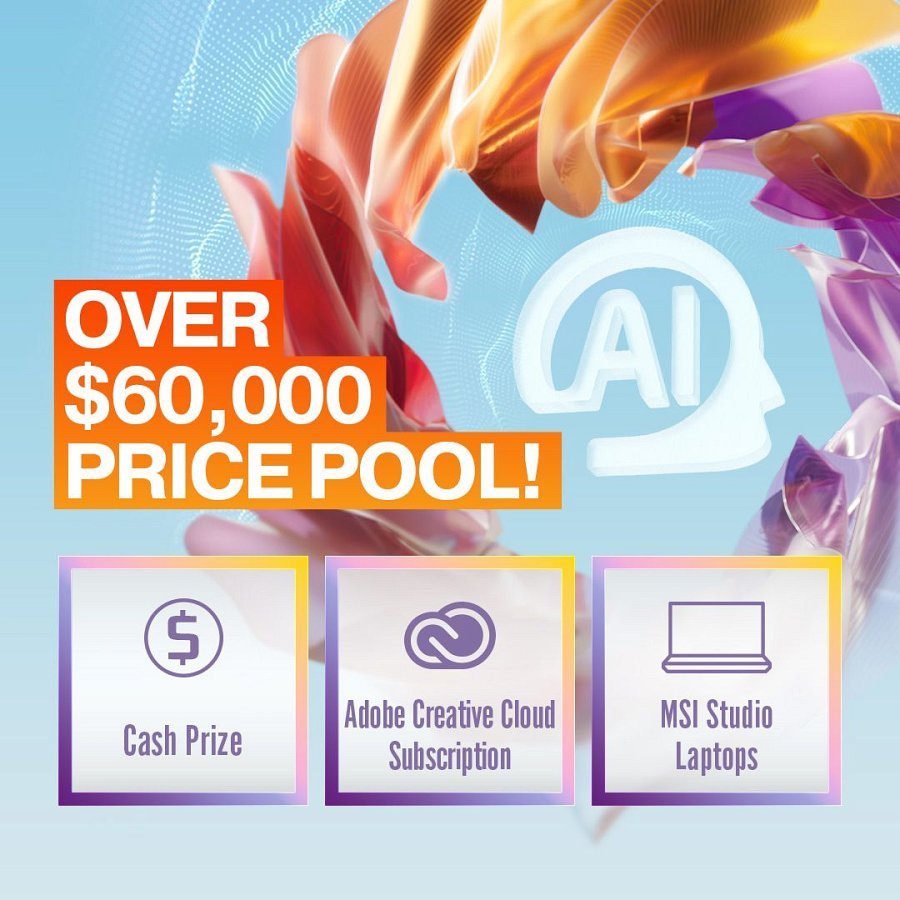 OVER
$60,000
PRICE POOL!
AI
$
Cash Prize
Adobe Creative Cloud
Subscription
MSI Studio
Laptops